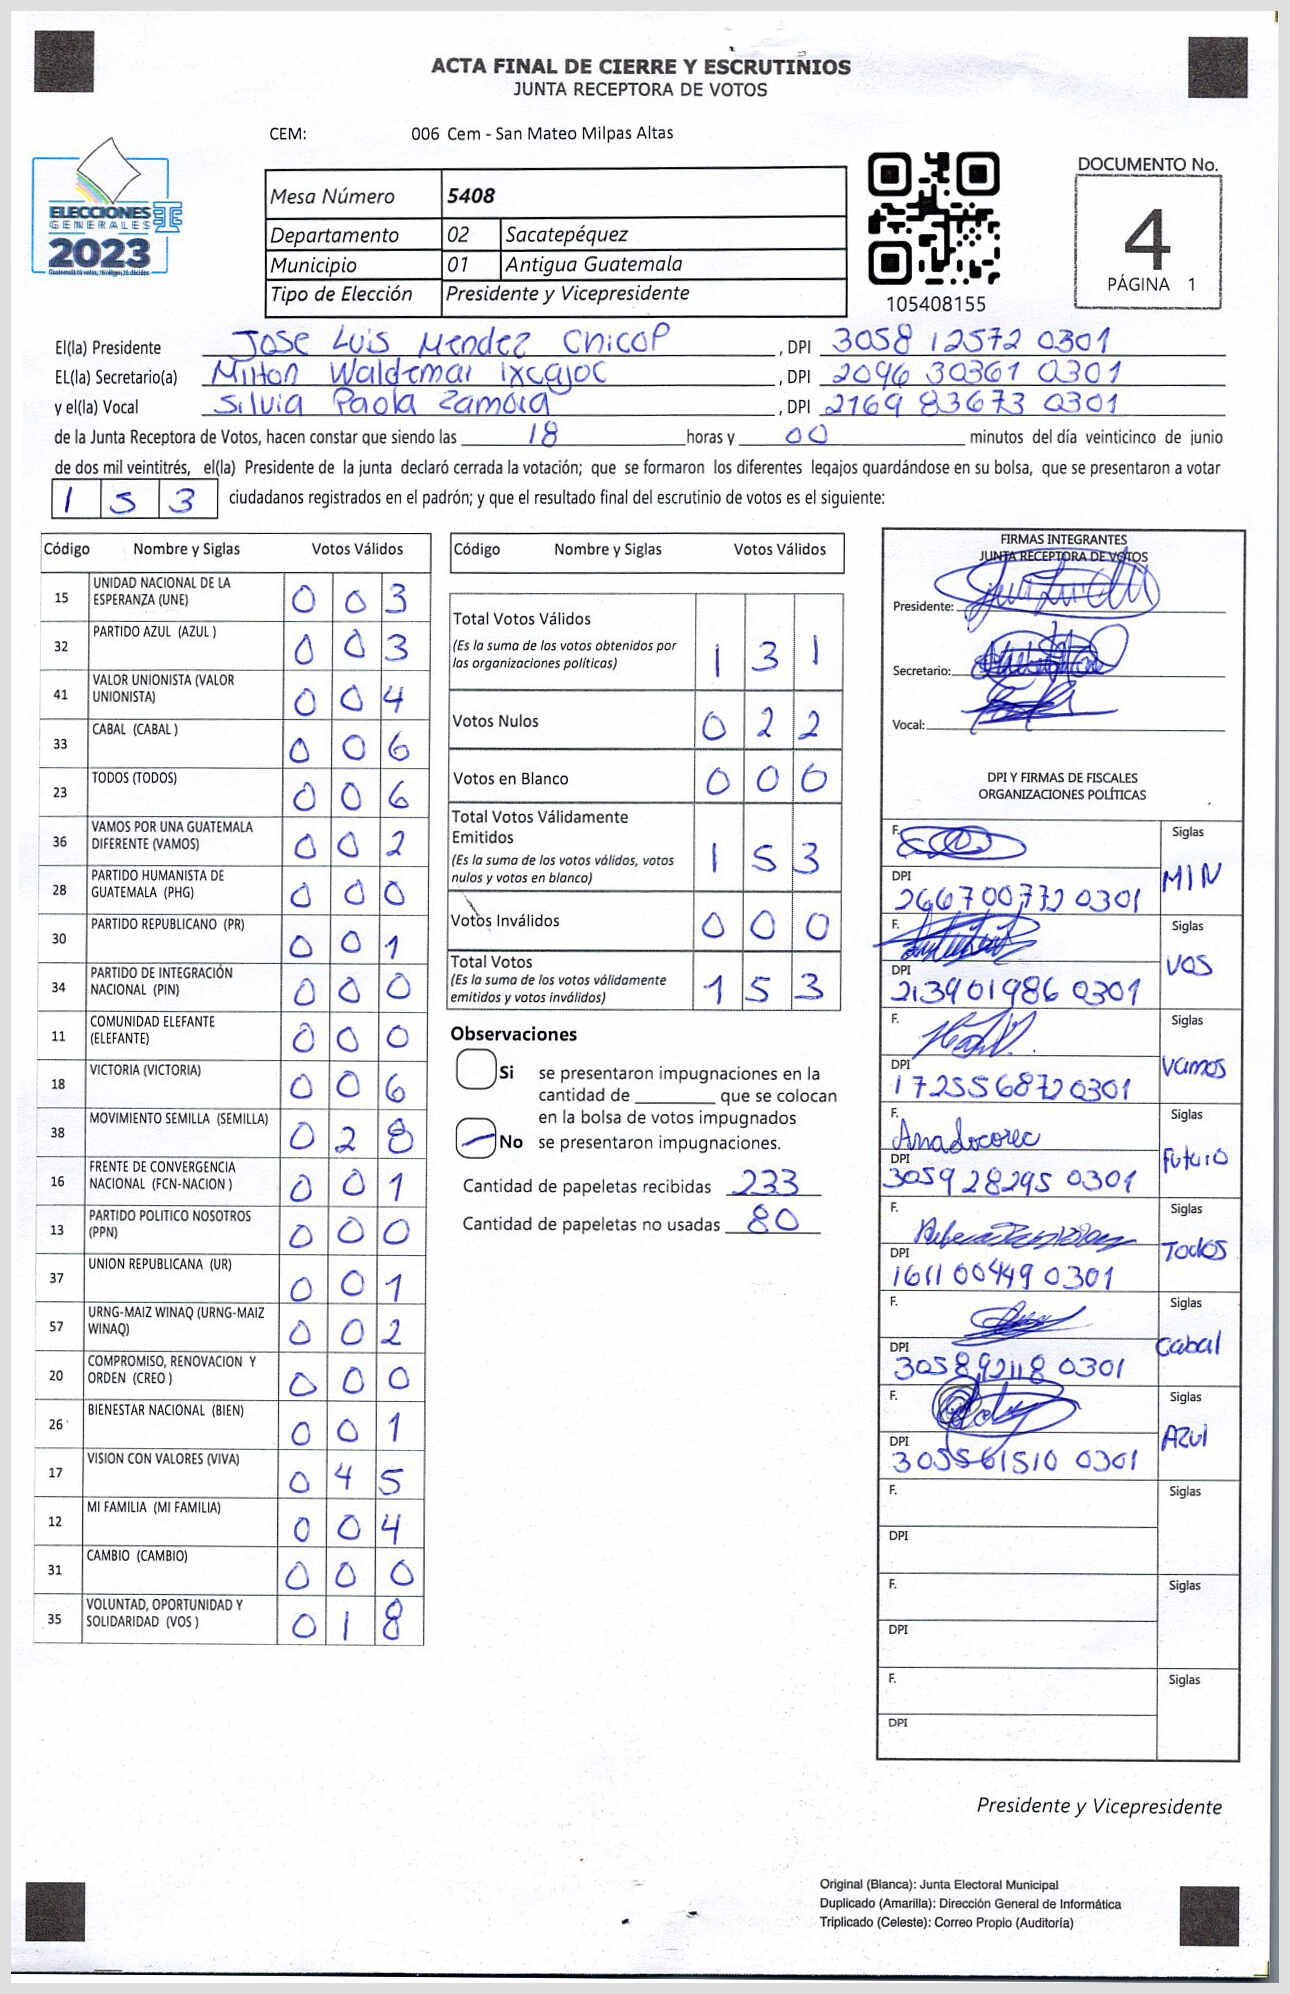 ACTA FINAL DE CIERRE Y ESCRUTINIOS
JUNTA RECEPTORA DE VOTOS
CEM: 006 Cem - San Mateo Milpas Altas
ELECCIONES
GENERALES
2023
Mesa Número 5408
Departamento 02 Sacatepéquez
Municipio 01 Antigua Guatemala
Tipo de Elección Presidente y Vicepresidente
105408155
DOCUMENTO No.
4
PÁGINA 1
El(la) Presidente Jose Luis Mendez Chicop , DPI 3058 12572 0301
EL(la) Secretario(a) Milton Waldemar Ixcajoc , DPI 2096 30361 0301
y el(la) Vocal Silvia Paola Zamora , DPI 2169 83673 0301
de la Junta Receptora de Votos, hacen constar que siendo las 18 horas y 00 minutos del día veinticinco de junio
de dos mil veintitrés, el(la) Presidente de la junta declaró cerrada la votación; que se formaron los diferentes legajos guardándose en su bolsa, que se presentaron a votar
1 5 3 ciudadanos registrados en el padrón; y que el resultado final del escrutinio de votos es el siguiente:
Código Nombre y Siglas Votos Válidos
15 UNIDAD NACIONAL DE LA ESPERANZA (UNE) 0 0 3
32 PARTIDO AZUL (AZUL ) 0 0 3
41 VALOR UNIONISTA (VALOR UNIONISTA) 0 0 4
33 CABAL (CABAL ) 0 0 6
23 TODOS (TODOS) 0 0 6
36 VAMOS POR UNA GUATEMALA DIFERENTE (VAMOS) 0 0 2
28 PARTIDO HUMANISTA DE GUATEMALA (PHG) 0 0 0
30 PARTIDO REPUBLICANO (PR) 0 0 1
34 PARTIDO DE INTEGRACIÓN NACIONAL (PIN) 0 0 0
11 COMUNIDAD ELEFANTE (ELEFANTE) 0 0 0
18 VICTORIA (VICTORIA) 0 0 6
38 MOVIMIENTO SEMILLA (SEMILLA) 0 2 8
16 FRENTE DE CONVERGENCIA NACIONAL (FCN-NACION ) 0 0 1
13 PARTIDO POLITICO NOSOTROS (PPN) 0 0 0
37 UNION REPUBLICANA (UR) 0 0 1
57 URNG-MAIZ WINAQ (URNG-MAIZ WINAQ) 0 0 2
20 COMPROMISO, RENOVACION Y ORDEN (CREO ) 0 0 0
26 BIENESTAR NACIONAL (BIEN) 0 0 1
17 VISION CON VALORES (VIVA) 0 4 5
12 MI FAMILIA (MI FAMILIA) 0 0 4
31 CAMBIO (CAMBIO) 0 0 0
35 VOLUNTAD, OPORTUNIDAD Y SOLIDARIDAD (VOS ) 0 1 8
Código Nombre y Siglas Votos Válidos
Total Votos Válidos
(Es la suma de los votos obtenidos por
las organizaciones políticas) 1 3 1
Votos Nulos 0 2 2
Votos en Blanco 0 0 0
Total Votos Válidamente
Emitidos
(Es la suma de los votos válidos, votos
nulos y votos en blanco) 1 5 3
Votos Inválidos 0 0 0
Total Votos
(Es la suma de los votos válidamente
emitidos y votos inválidos) 1 5 3
Observaciones
Si se presentaron impugnaciones en la
cantidad de ________ que se colocan
en la bolsa de votos impugnados
No se presentaron impugnaciones.
Cantidad de papeletas recibidas 233
Cantidad de papeletas no usadas 80
FIRMAS INTEGRANTES
JUNTA RECEPTORA DE VOTOS
Presidente:
Secretario:
Vocal:
DPI Y FIRMAS DE FISCALES
ORGANIZACIONES POLÍTICAS
F. Siglas
DPI MIN
266700772 0301
F. Siglas
DPI VOS
213901986 0301
F. Siglas
DPI Vamos
172556872 0301
F. Siglas
DPI Futuro
3059 28295 0301
F. Siglas
DPI Todos
1611 00449 0301
F. Siglas
DPI Cabal
305892118 0301
F. Siglas
DPI AZUl
305561510 0301
F. Siglas
DPI
F. Siglas
DPI
F. Siglas
DPI
Presidente y Vicepresidente
Original (Blanca): Junta Electoral Municipal
Duplicado (Amarilla): Dirección General de Informática
Triplicado (Celeste): Correo Propio (Auditoría)